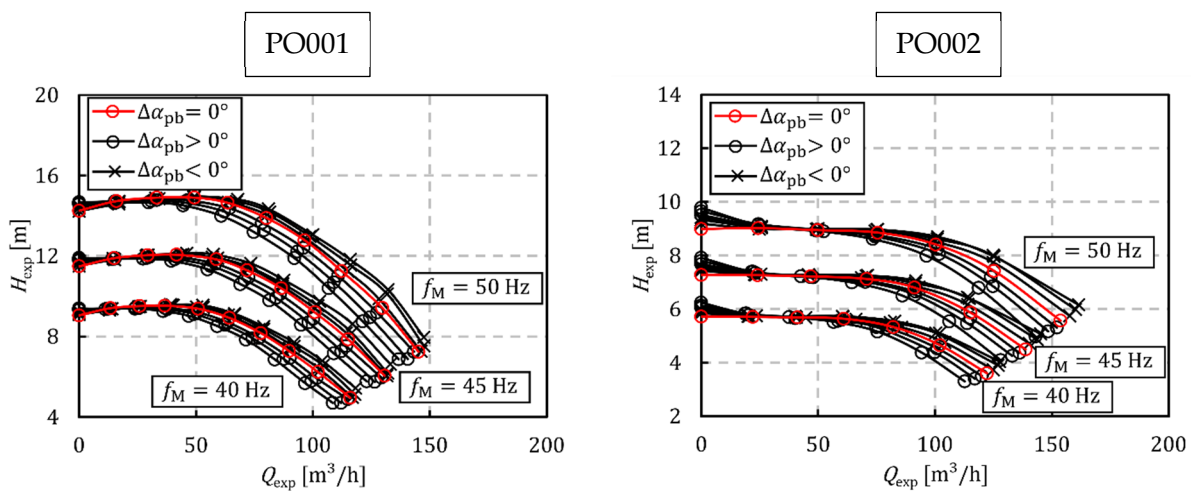 PO001
20
16
12
8
4
H_exp [m]
Δα_pb = 0°
Δα_pb > 0°
Δα_pb < 0°
f_M = 50 Hz
f_M = 45 Hz
f_M = 40 Hz
0 50 100 150 200
Q_exp [m³/h]
PO002
14
12
10
8
6
4
2
H_exp [m]
Δα_pb = 0°
Δα_pb > 0°
Δα_pb < 0°
f_M = 50 Hz
f_M = 45 Hz
f_M = 40 Hz
0 50 100 150 200
Q_exp [m³/h]